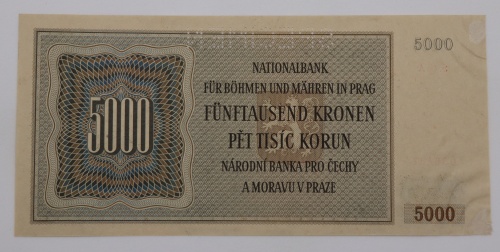 5000
NATIONALBANK
FÜR BÖHMEN UND MÄHREN IN PRAG
5000
FÜNFTAUSEND KRONEN
PĚT TISÍC KORUN
NÁRODNÍ BANKA PRO ČECHY
A MORAVU V PRAZE
5000